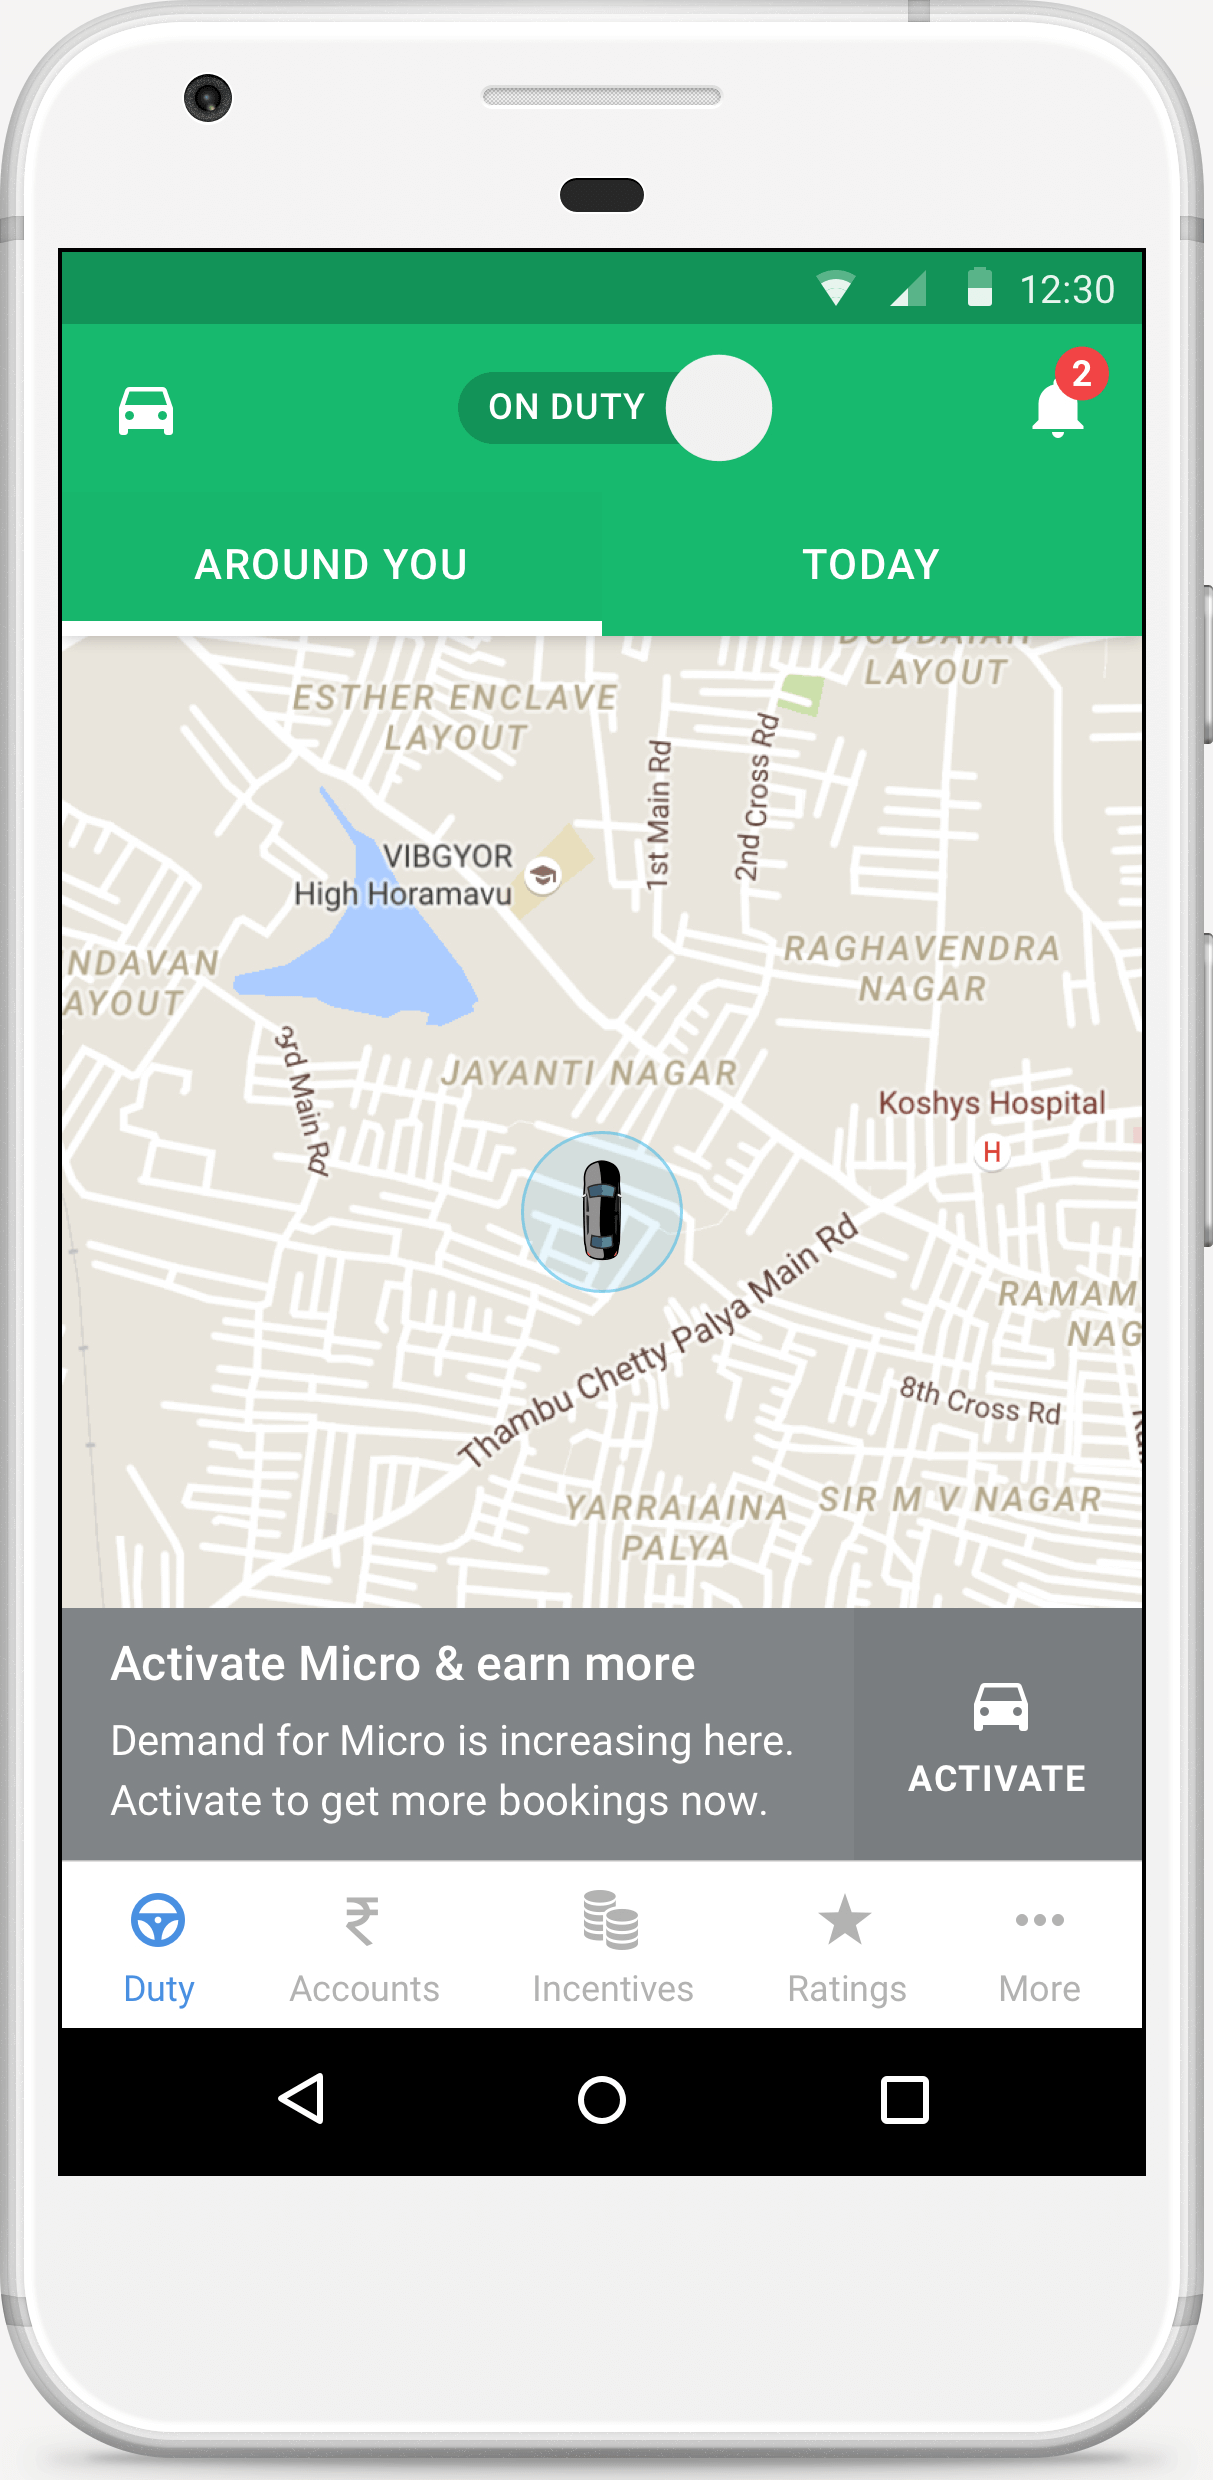 12:30
ON DUTY
2
AROUND YOU
TODAY
LAYOUT
ESTHER ENCLAVE
LAYOUT
1st Main Rd
2nd Cross Rd
VIBGYOR
High Horamavu
NDAVAN
AYOUT
RAGHAVENDRA
NAGAR
3rd Main Rd
JAYANTI NAGAR
Koshys Hospital
H
Thambu Chetty Palya Main Rd
RAMAM
NAG
8th Cross Rd
YARRAIAINA
PALYA
SIR M V NAGAR
Activate Micro & earn more
Demand for Micro is increasing here.
Activate to get more bookings now.
ACTIVATE
Duty
Accounts
Incentives
Ratings
More